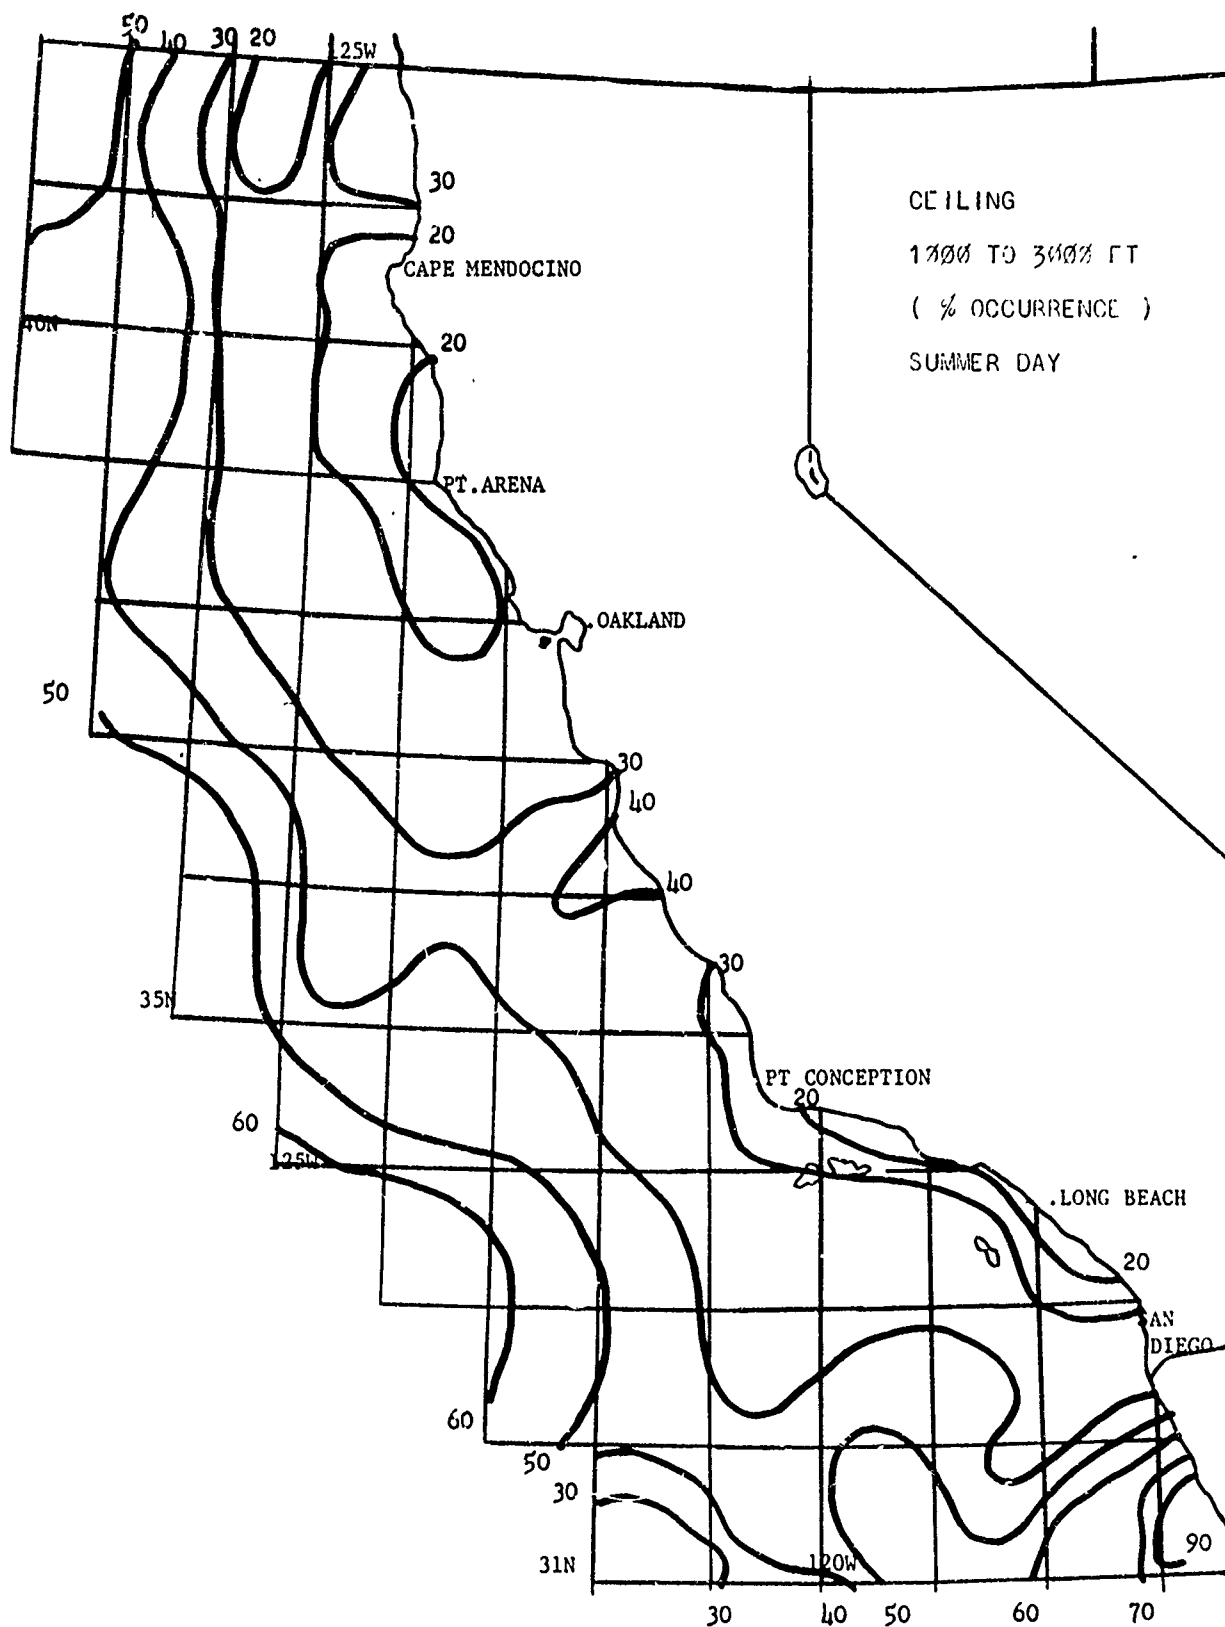 50 40 30 20 125W
CEILING
1000 TO 3000 FT
( % OCCURRENCE )
SUMMER DAY
30
20
CAPE MENDOCINO
40N
20
PT.ARENA
.OAKLAND
50
30
40
40
30
35N
PT CONCEPTION
20
60
125W
.LONG BEACH
20
SAN
DIEGO
60
50
30
90
31N
120W
30 40 50 60 70